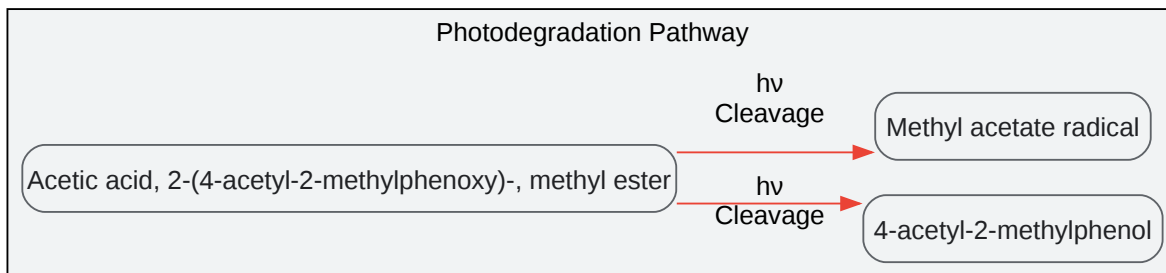 Photodegradation Pathway
hν
Cleavage
Methyl acetate radical
Acetic acid, 2-(4-acetyl-2-methylphenoxy)-, methyl ester
hν
Cleavage
4-acetyl-2-methylphenol